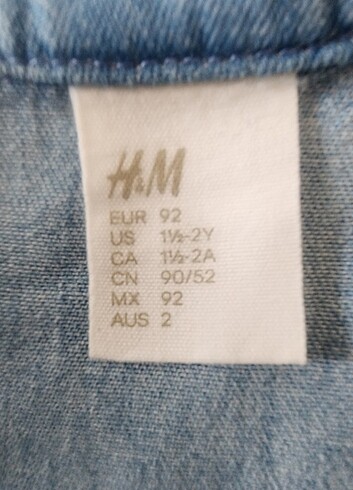 H&M
EUR 92
US 1½-2Y
CA 1½-2A
CN 90/52
MX 92
AUS 2